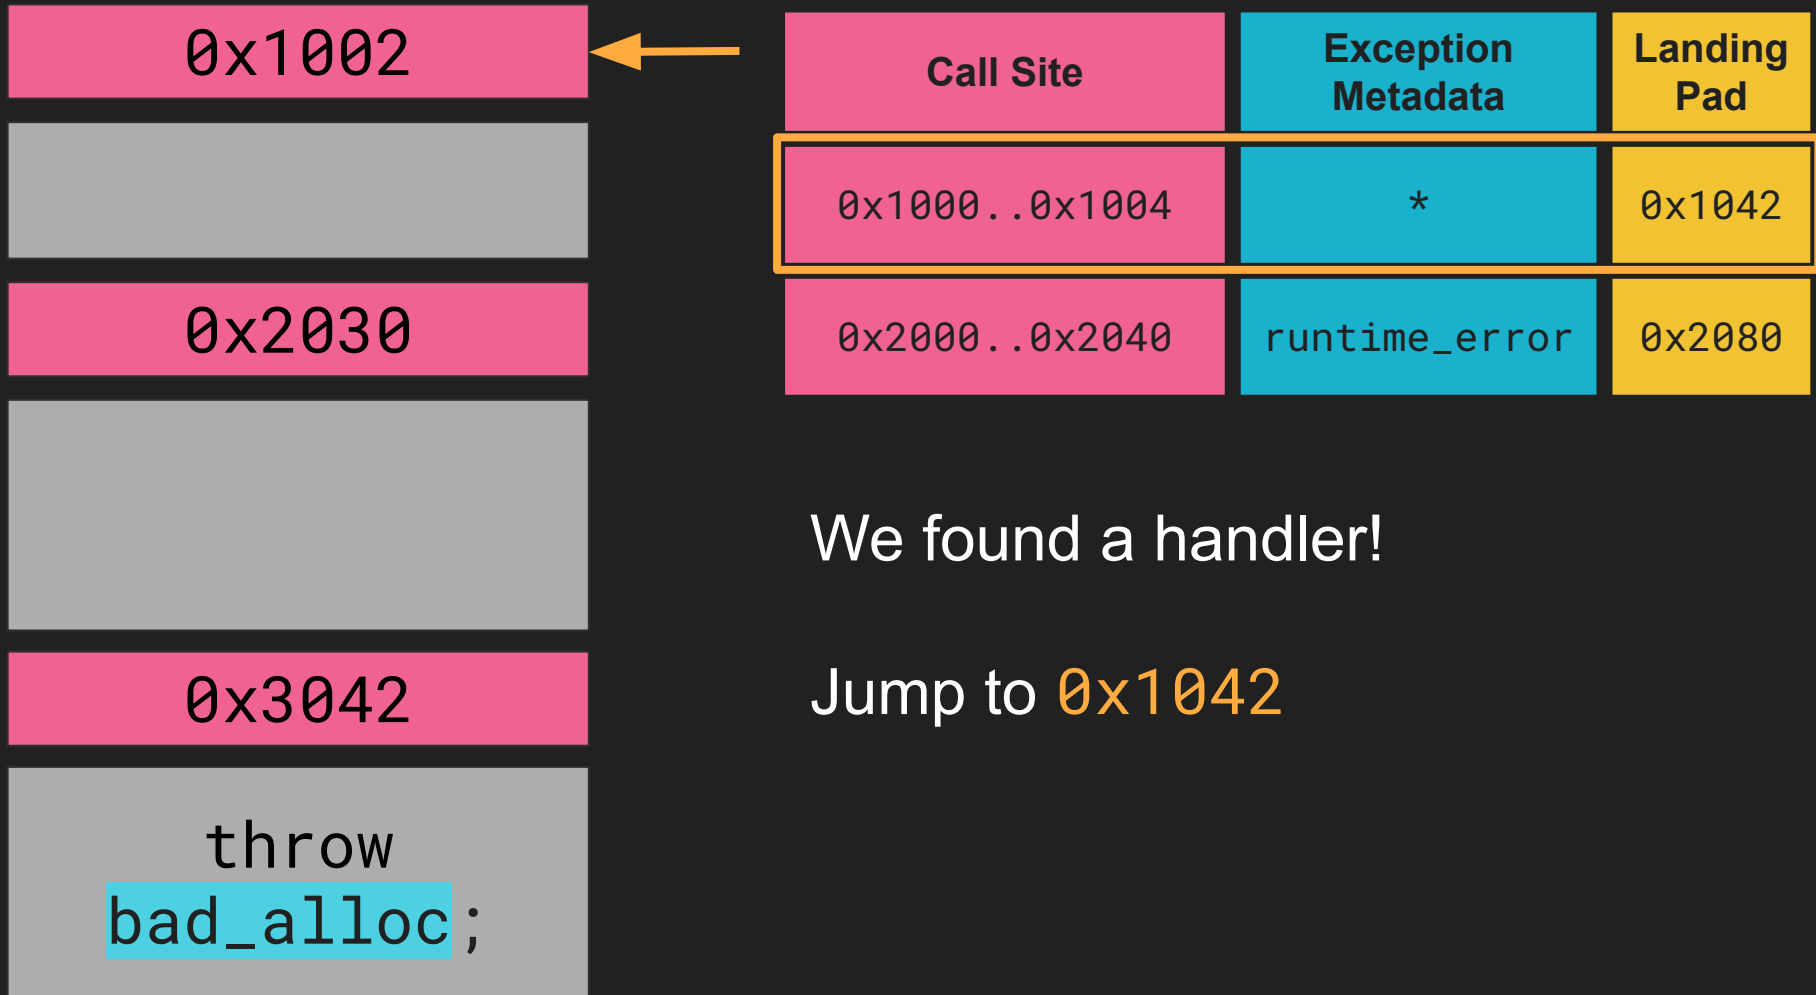 0x1002
0x2030
0x3042
throw
bad_alloc;
Call Site
Exception
Metadata
Landing
Pad
0x1000..0x1004
*
0x1042
0x2000..0x2040
runtime_error
0x2080
We found a handler!
Jump to 0x1042